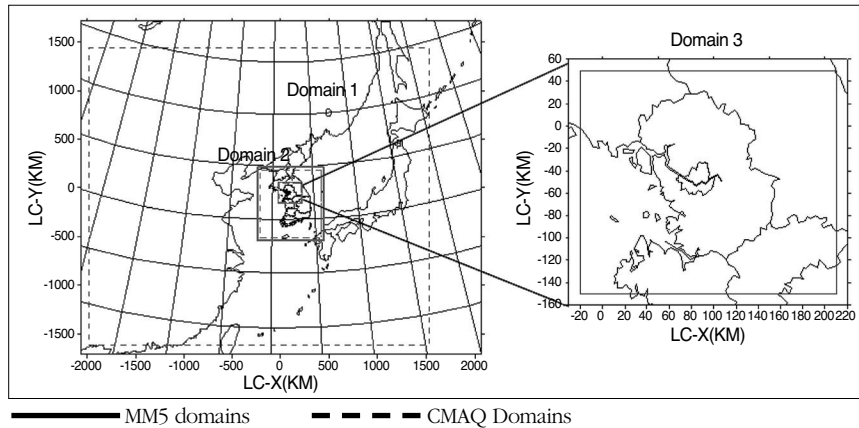 Domain 3
1500
1000
500
0
-500
-1000
-1500
LC-Y(KM)
Domain 1
Domain 2
-2000 -1500 -1000 -500 0 500 1000 1500 2000
LC-X(KM)
60
40
20
0
-20
-40
-60
-80
-100
-120
-140
-160
LC-Y(KM)
-20 0 20 40 60 80 100 120 140 160 180 200 220
LC-X(KM)
MM5 domains
CMAQ Domains